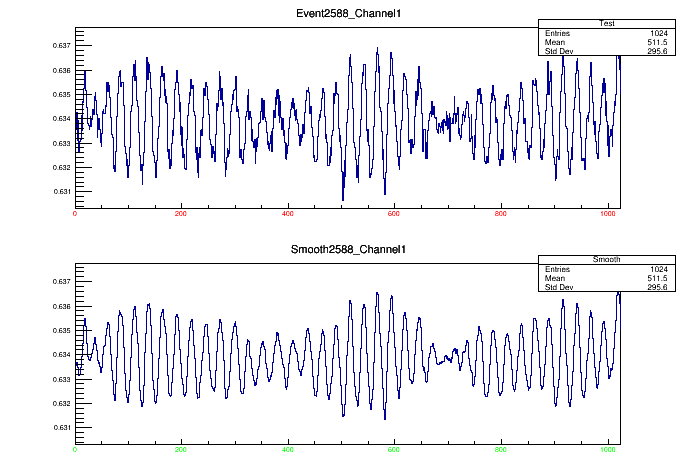 Event2588_Channel1
Test
Entries 1024
Mean 511.5
Std Dev 295.6
0.637
0.636
0.635
0.634
0.633
0.632
0.631
0 200 400 600 800 1000
Smooth2588_Channel1
Smooth
Entries 1024
Mean 511.5
Std Dev 295.6
0.637
0.636
0.635
0.634
0.633
0.632
0.631
0 200 400 600 800 1000